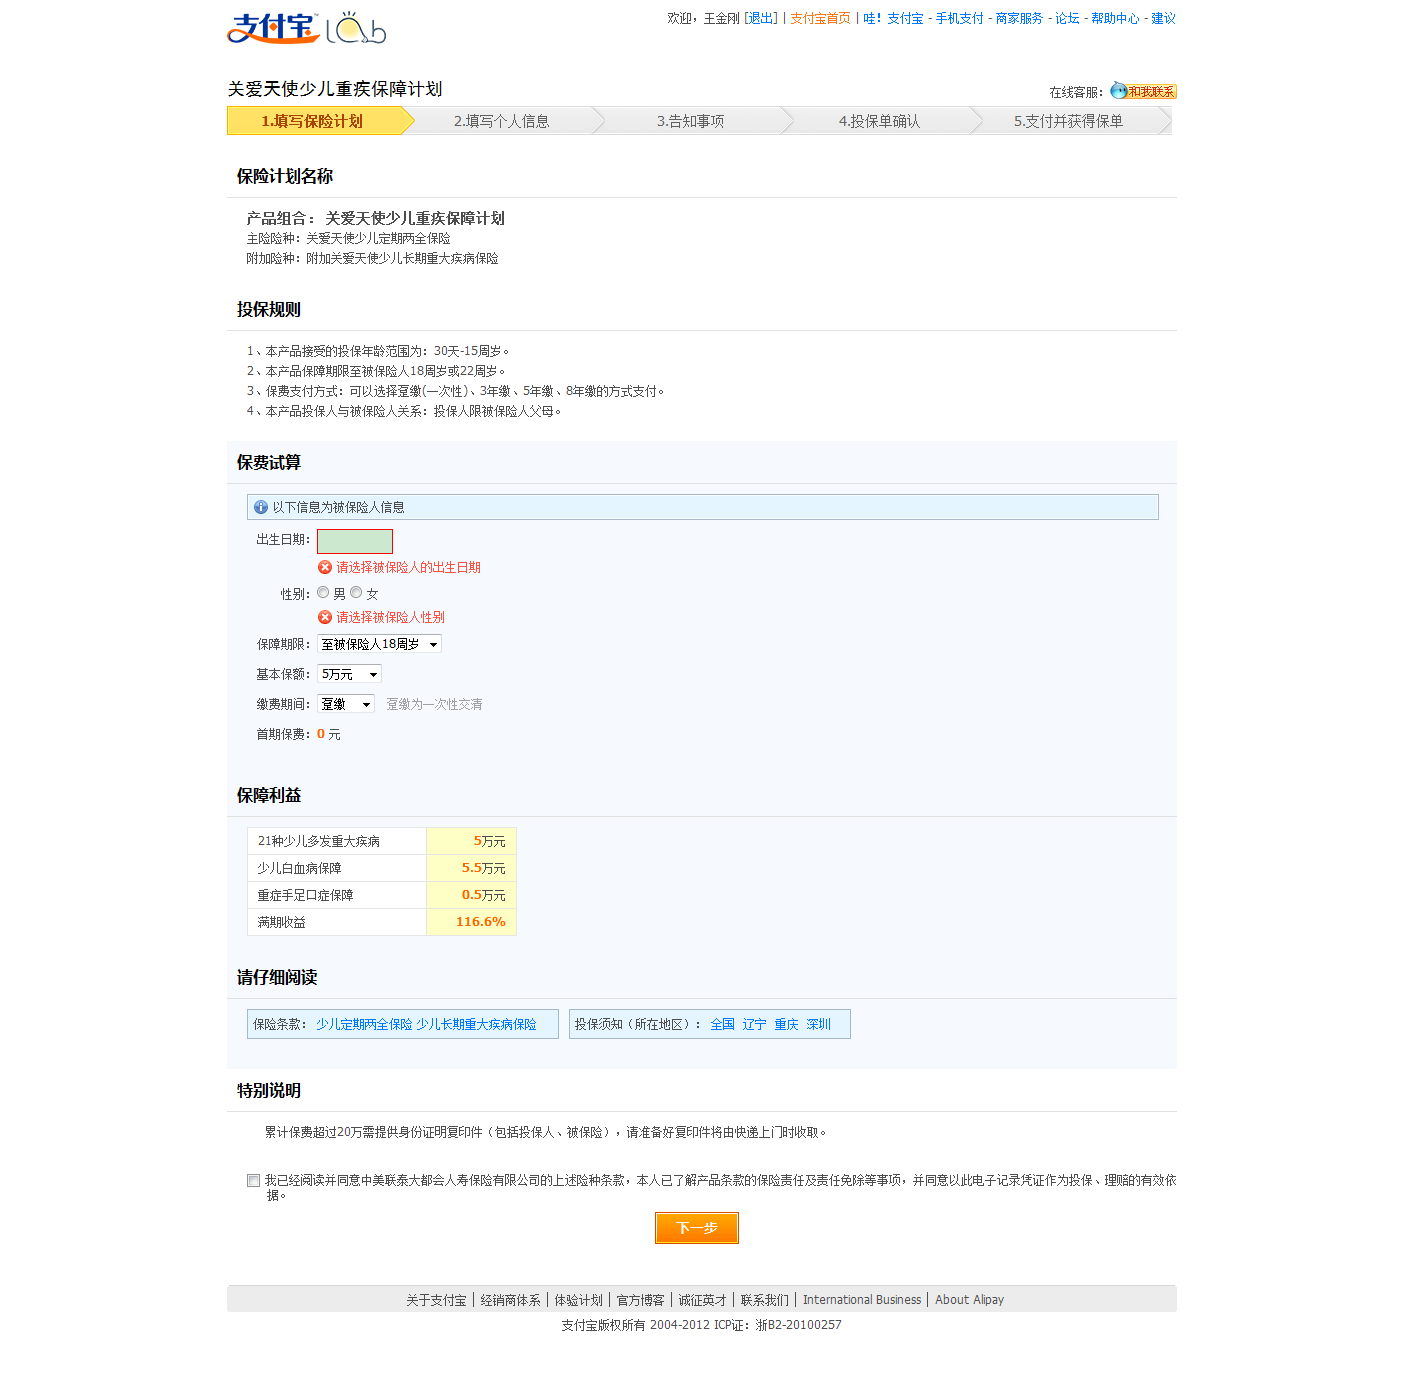 支付宝 lab
欢迎，王金刚 [退出] | 支付宝首页 | 哇！支付宝 - 手机支付 - 商家服务 - 论坛 - 帮助中心 - 建议
关爱天使少儿重疾保障计划
在线客服： 和我联系
1.填写保险计划 2.填写个人信息 3.告知事项 4.投保单确认 5.支付并获得保单
保险计划名称
产品组合： 关爱天使少儿重疾保障计划
主险险种：关爱天使少儿定期两全保险
附加险种：附加关爱天使少儿长期重大疾病保险
投保规则
1、本产品接受的投保年龄范围为：30天-15周岁。
2、本产品保障期限至被保险人18周岁或22周岁。
3、保费支付方式：可以选择趸缴(一次性)、3年缴、5年缴、8年缴的方式支付。
4、本产品投保人与被保险人关系：投保人限被保险人父母。
保费试算
以下信息为被保险人信息
出生日期：
请选择被保险人的出生日期
性别： 男 女
请选择被保险人性别
保障期限： 至被保险人18周岁
基本保额： 5万元
缴费期间： 趸缴 趸缴为一次性交清
首期保费：0 元
保障利益
21种少儿多发重大疾病 5万元
少儿白血病保障 5.5万元
重症手足口症保障 0.5万元
满期收益 116.6%
请仔细阅读
保险条款： 少儿定期两全保险 少儿长期重大疾病保险 投保须知（所在地区）： 全国 辽宁 重庆 深圳
特别说明
累计保费超过20万需提供身份证明复印件（包括投保人、被保险），请准备好复印件将由快递上门时收取。
我已经阅读并同意中美联泰大都会人寿保险有限公司的上述险种条款，本人已了解产品条款的保险责任及责任免除等事项，并同意以此电子记录凭证作为投保、理赔的有效依
据。
下一步
关于支付宝 | 经销商体系 | 体验计划 | 官方博客 | 诚征英才 | 联系我们 | International Business | About Alipay
支付宝版权所有 2004-2012 ICP证：浙B2-20100257